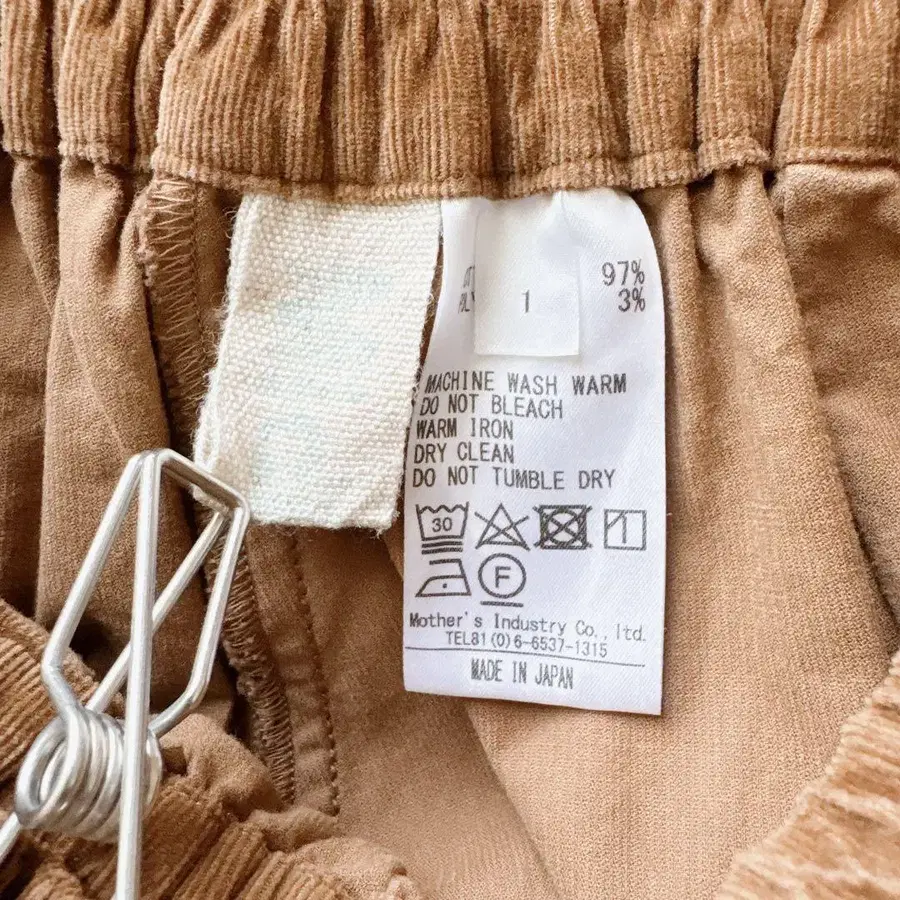 97%
1
3%
MACHINE WASH WARM
DO NOT BLEACH
WARM IRON
DRY CLEAN
DO NOT TUMBLE DRY
30
F
Mother's Industry Co., ltd.
TEL81(0)6-6537-1315
MADE IN JAPAN